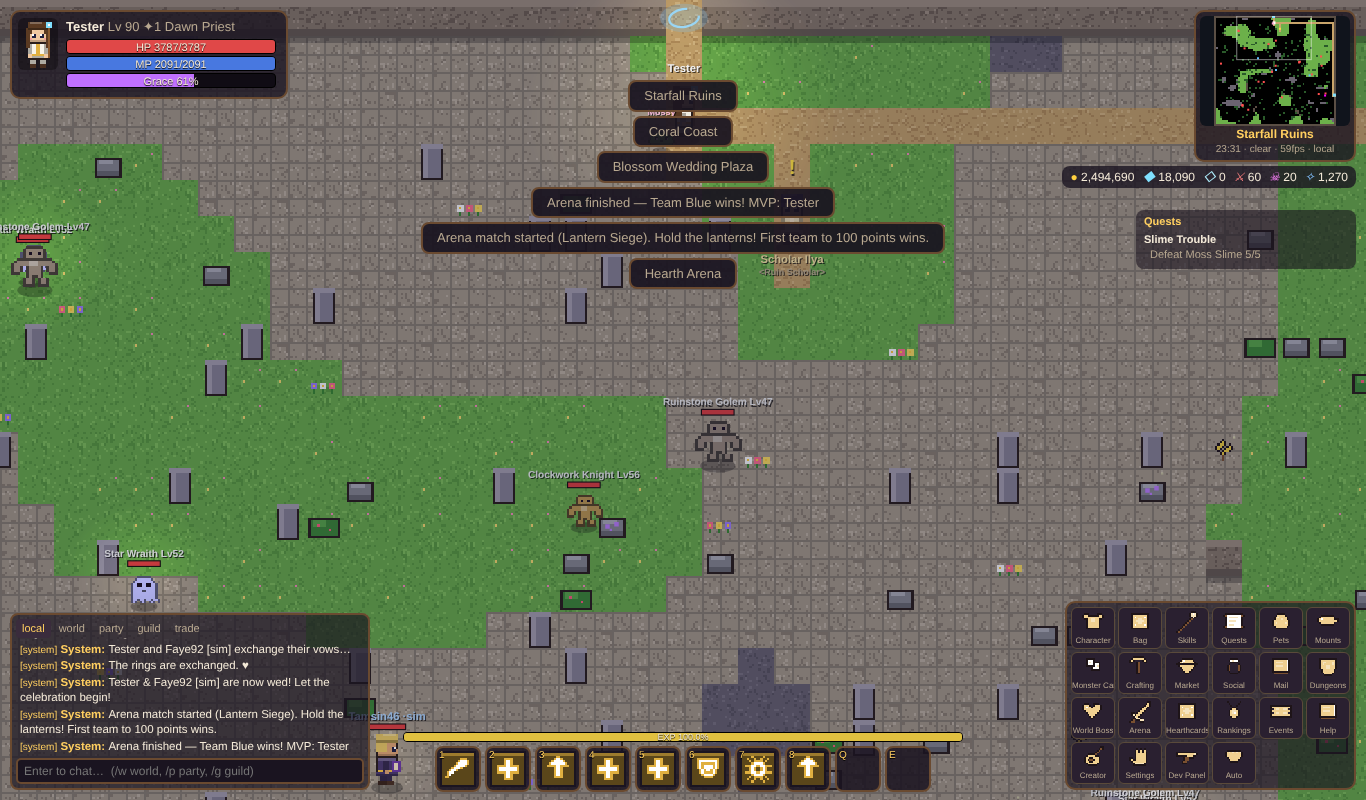 Tester Lv 90 ✦1 Dawn Priest
HP 3787/3787
MP 2091/2091
Grace 61%
Tester
Starfall Ruins
Mossy
Coral Coast
Blossom Wedding Plaza
Arena finished — Team Blue wins! MVP: Tester
Arena match started (Lantern Siege). Hold the lanterns! First team to 100 points wins.
Hearth Arena
!
Scholar Ilya
<Ruin Scholar>
Starfall Ruins
23:31 · clear · 59fps · local
2,494,690
18,090
0
60
20
1,270
Quests
Slime Trouble
Defeat Moss Slime 5/5
Ruinstone Golem Lv47
Clockwork Knight Lv56
Star Wraith Lv52
local world party guild trade
[system] System: Tester and Faye92 [sim] exchange their vows…
[system] System: The rings are exchanged. ♥
[system] System: Tester & Faye92 [sim] are now wed! Let the
celebration begin!
[system] System: Arena match started (Lantern Siege). Hold the
lanterns! First team to 100 points wins.
[system] System: Arena finished — Team Blue wins! MVP: Tester
Enter to chat… (/w world, /p party, /g guild)
EXP 100.0%
1 2 3 4 5 6 7 8 Q E
Character Bag Skills Quests Pets Mounts
Monster Ca Crafting Market Social Mail Dungeons
World Boss Arena Hearthcards Rankings Events Help
Creator Settings Dev Panel Auto
Ruinstone Golem Lv47